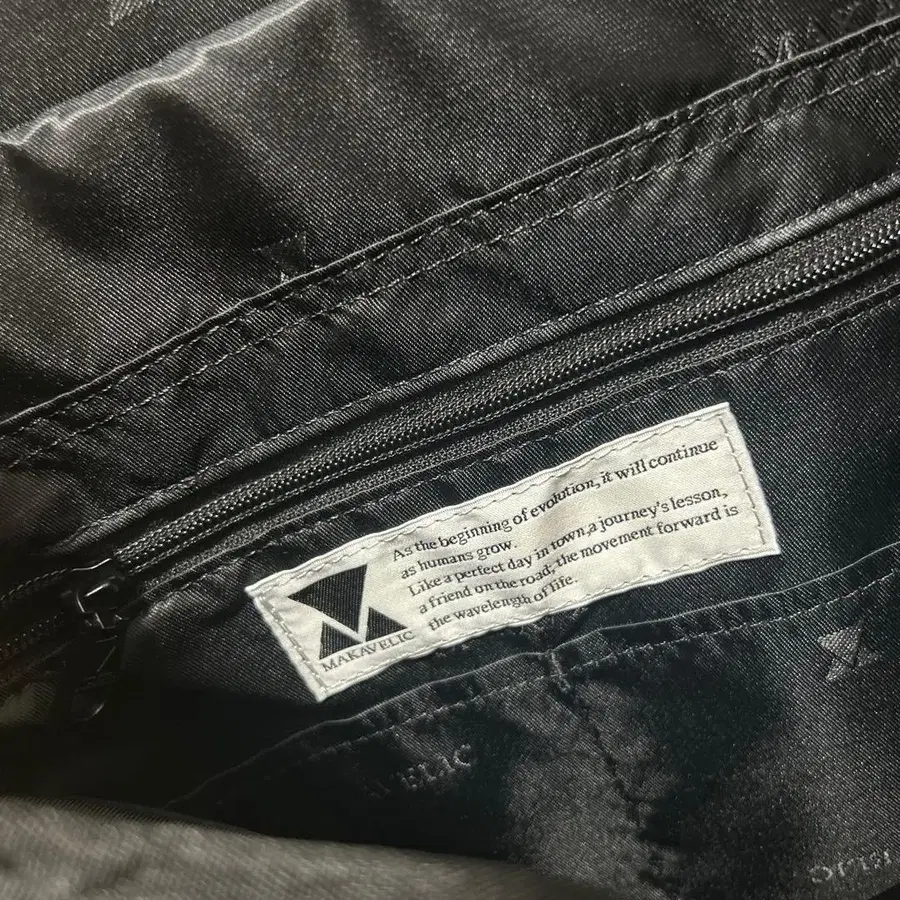 As the beginning of evolution, it will continue
as humans grow.
Like a perfect day in town,a journey's lesson,
a friend on the road, the movement forward is
the wavelength of life.
MAKAVELIC